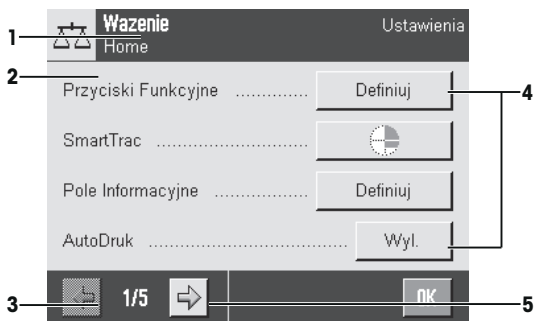 Wazenie
Home
Ustawienia
1
2
Przyciski Funkcyjne .............. Definiuj
4
SmartTrac .............................
Pole Informacyjne ................. Definiuj
AutoDruk .................................... Wyl.
3
1/5
OK
5